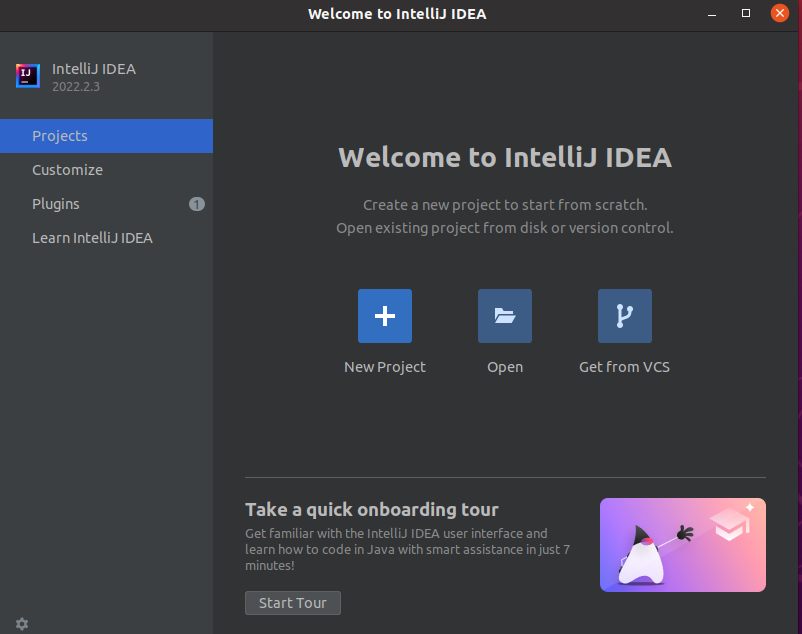 Welcome to IntelliJ IDEA
IJ
IntelliJ IDEA
2022.2.3
Projects
Customize
Plugins
1
Learn IntelliJ IDEA
Welcome to IntelliJ IDEA
Create a new project to start from scratch.
Open existing project from disk or version control.
New Project
Open
Get from VCS
Take a quick onboarding tour
Get familiar with the IntelliJ IDEA user interface and
learn how to code in Java with smart assistance in just 7
minutes!
Start Tour